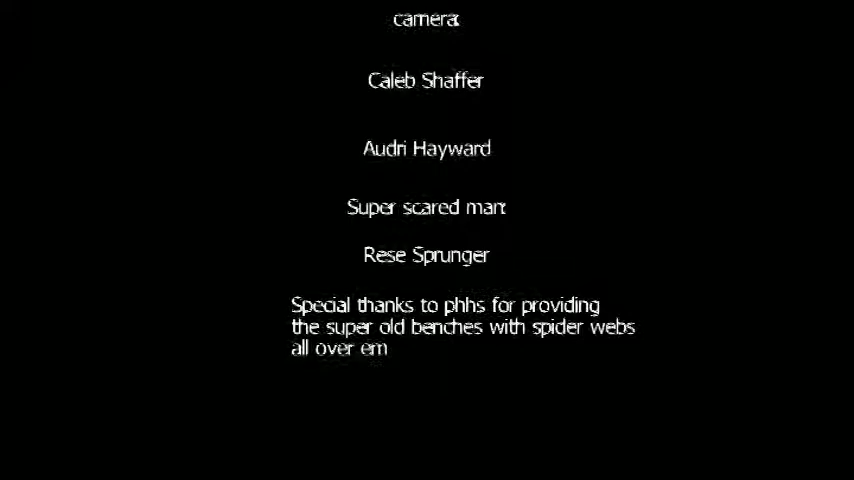 camera:
Caleb Shaffer
Audri Hayward
Super scared man:
Rese Sprunger
Special thanks to phhs for providing
the super old benches with spider webs
all over em